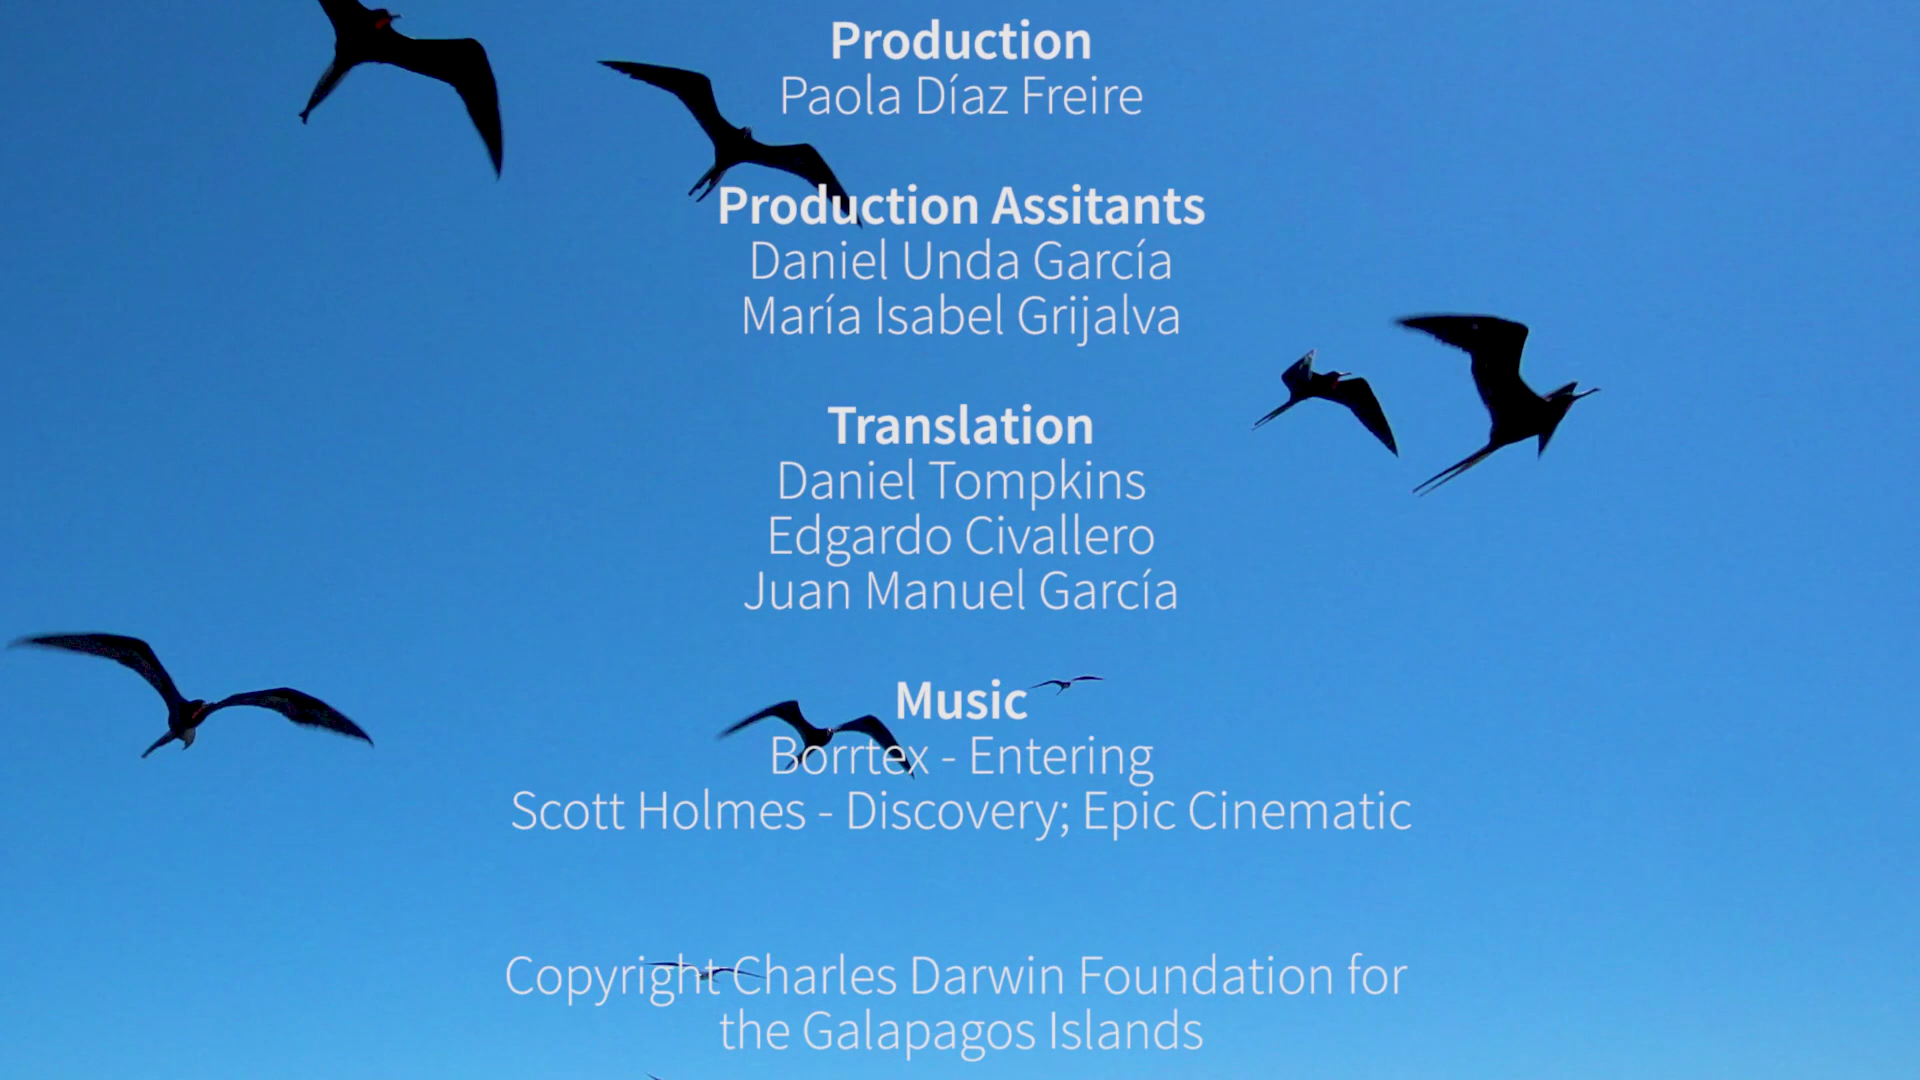 Production
Paola Díaz Freire
Production Assitants
Daniel Unda García
María Isabel Grijalva
Translation
Daniel Tompkins
Edgardo Civallero
Juan Manuel García
Music
Borrtex - Entering
Scott Holmes - Discovery; Epic Cinematic
Copyright Charles Darwin Foundation for
the Galapagos Islands